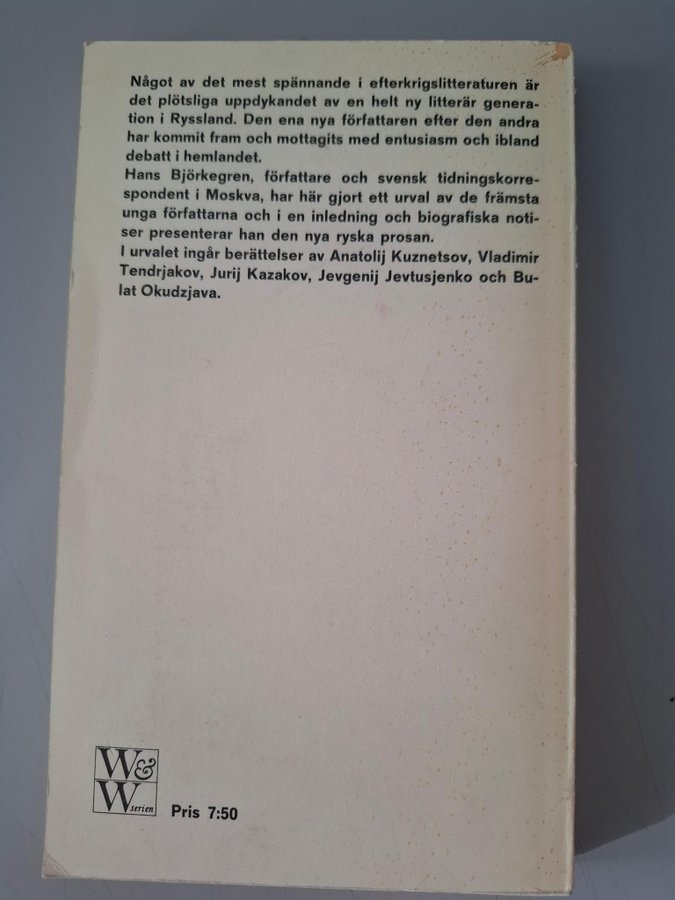 Något av det mest spännande i efterkrigslitteraturen är
det plötsliga uppdykandet av en helt ny litterär genera-
tion i Ryssland. Den ena nya författaren efter den andra
har kommit fram och mottagits med entusiasm och ibland
debatt i hemlandet.
Hans Björkegren, författare och svensk tidningskorre-
spondent i Moskva, har här gjort ett urval av de främsta
unga författarna och i en inledning och biografiska noti-
ser presenterar han den nya ryska prosan.
I urvalet ingår berättelser av Anatolij Kuznetsov, Vladimir
Tendrjakov, Jurij Kazakov, Jevgenij Jevtusjenko och Bu-
lat Okudzjava.
W&
W serien
Pris 7:50